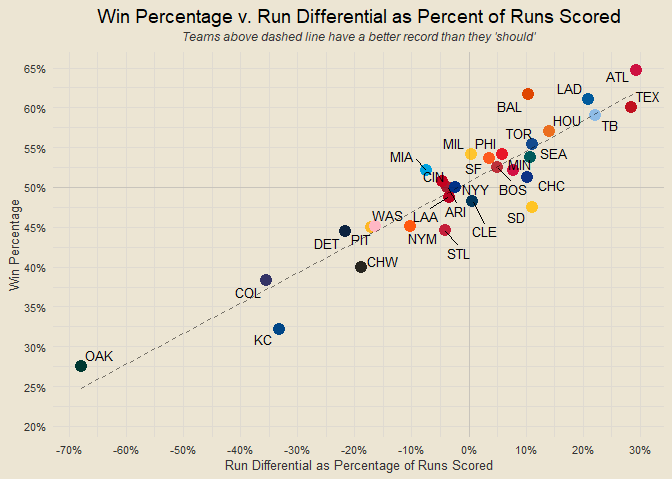 Win Percentage v. Run Differential as Percent of Runs Scored
Teams above dashed line have a better record than they 'should'
65%
60%
55%
50%
45%
40%
35%
30%
25%
20%
Win Percentage
ATL
LAD
TEX
BAL
TB
HOU
TOR
MIL
PHI
SEA
MIA
SF
MIN
CIN
CHC
BOS
NYY
LAA
ARI
CLE
SD
WAS
PIT
NYM
STL
DET
CHW
COL
KC
OAK
-70%
-60%
-50%
-40%
-30%
-20%
-10%
0%
10%
20%
30%
Run Differential as Percentage of Runs Scored